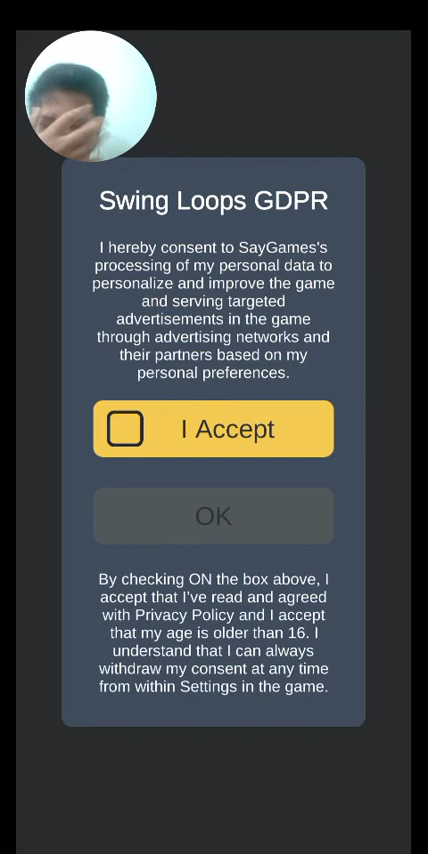 Swing Loops GDPR
I hereby consent to SayGames's
processing of my personal data to
personalize and improve the game
and serving targeted
advertisements in the game
through advertising networks and
their partners based on my
personal preferences.
I Accept
OK
By checking ON the box above, I
accept that I've read and agreed
with Privacy Policy and I accept
that my age is older than 16. I
understand that I can always
withdraw my consent at any time
from within Settings in the game.